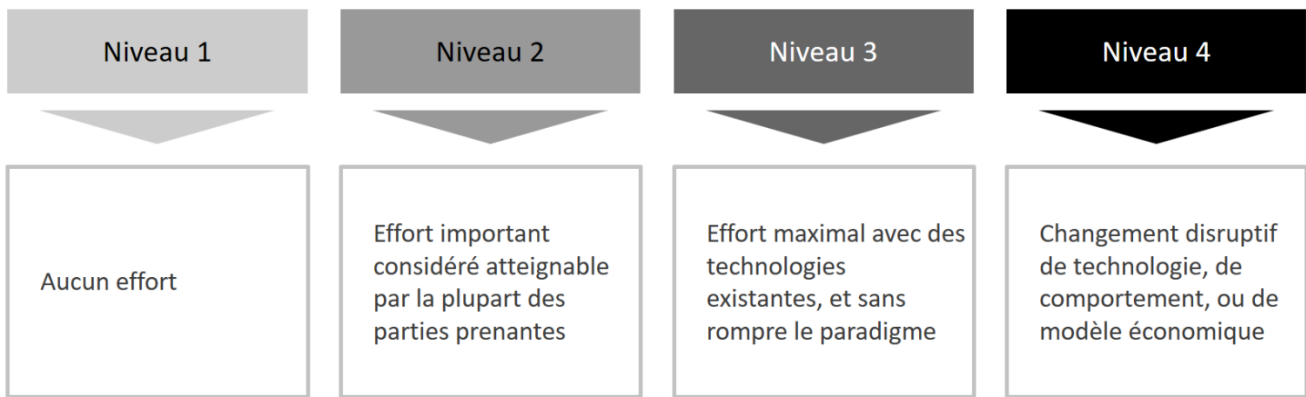 Niveau 1
Niveau 2
Niveau 3
Niveau 4
Aucun effort
Effort important
considéré atteignable
par la plupart des
parties prenantes
Effort maximal avec des
technologies
existantes, et sans
rompre le paradigme
Changement disruptif
de technologie, de
comportement, ou de
modèle économique